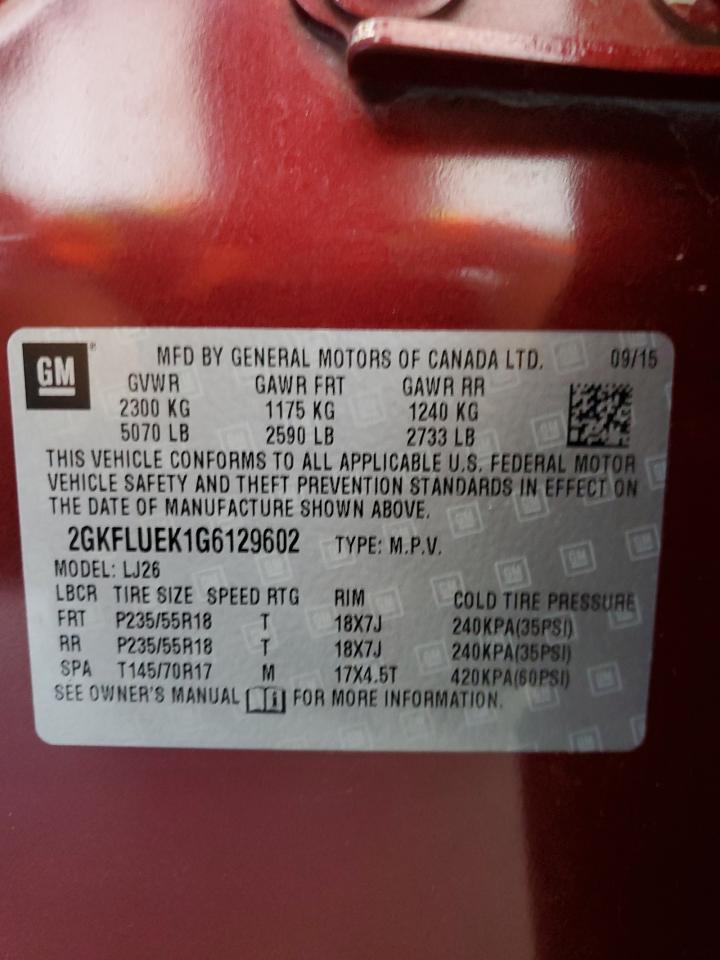 GM
MFD BY GENERAL MOTORS OF CANADA LTD. 09/15
GVWR GAWR FRT GAWR RR
2300 KG 1175 KG 1240 KG
5070 LB 2590 LB 2733 LB
THIS VEHICLE CONFORMS TO ALL APPLICABLE U.S. FEDERAL MOTOR
VEHICLE SAFETY AND THEFT PREVENTION STANDARDS IN EFFECT ON
THE DATE OF MANUFACTURE SHOWN ABOVE.
2GKFLUEK1G6129602 TYPE: M.P.V.
MODEL: LJ26
LBCR TIRE SIZE SPEED RTG RIM COLD TIRE PRESSURE
FRT P235/55R18 T 18X7J 240KPA(35PSI)
RR P235/55R18 T 18X7J 240KPA(35PSI)
SPA T145/70R17 M 17X4.5T 420KPA(60PSI)
SEE OWNER'S MANUAL FOR MORE INFORMATION.